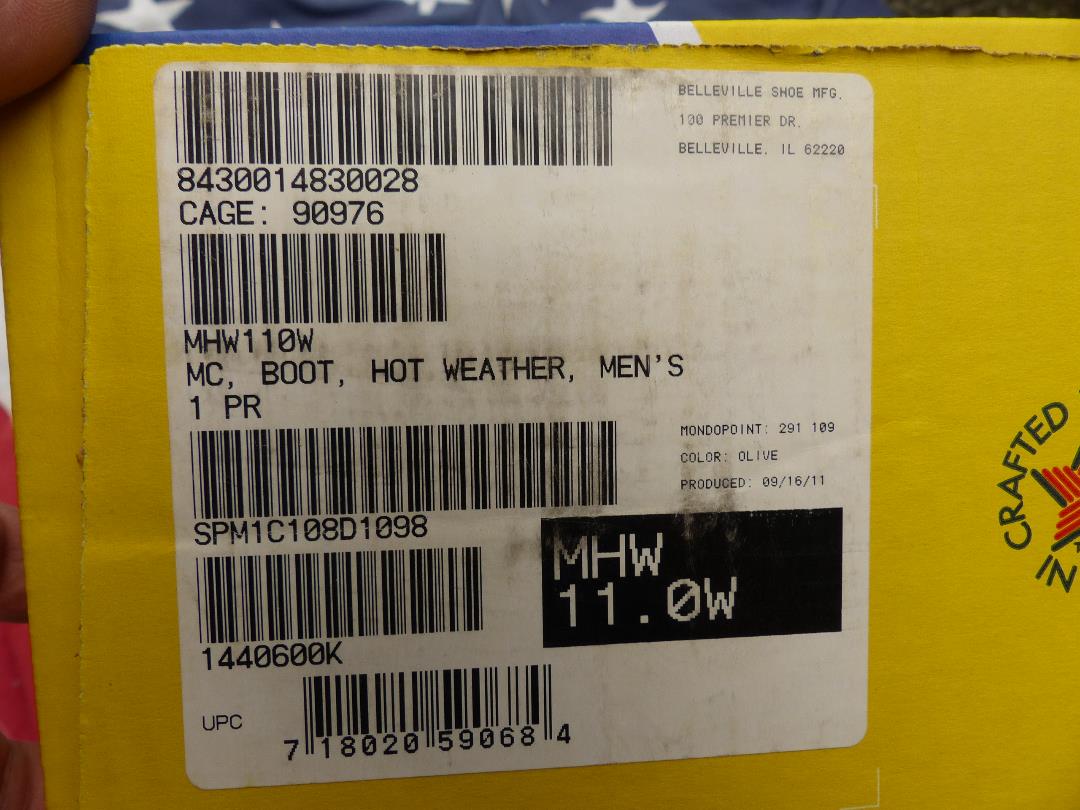 8430014830028
CAGE: 90976
BELLEVILLE SHOE MFG.
100 PREMIER DR.
BELLEVILLE, IL 62220
MHW110W
MC, BOOT, HOT WEATHER, MEN'S
1 PR
MONDOPOINT: 291 109
COLOR: OLIVE
PRODUCED: 09/16/11
SPM1C108D1098
MHW
11.0W
1440600K
UPC
7 18020 59068 4
CRAFTED
IN